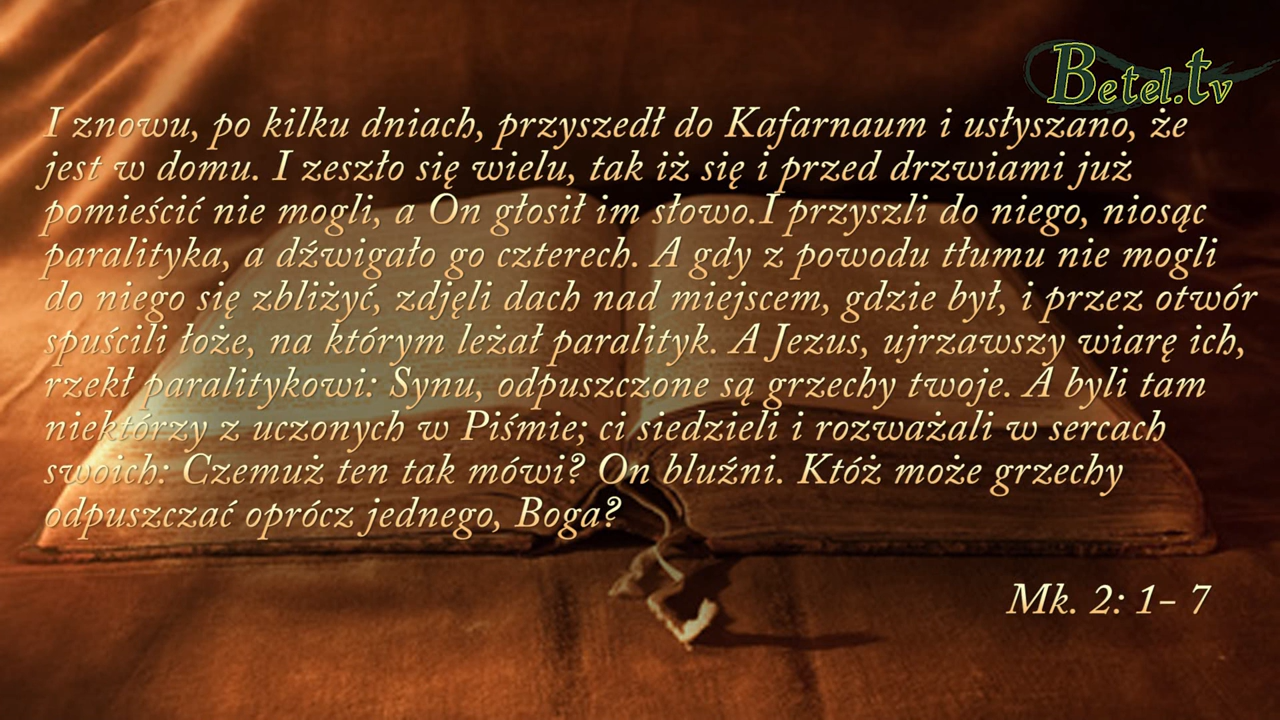 Betel.tv
I znowu, po kilku dniach, przyszedł do Kafarnaum i usłyszano, że
jest w domu. I zeszło się wielu, tak iż się i przed drzwiami już
pomieścić nie mogli, a On głosił im słowo.I przyszli do niego, niosąc
paralityka, a dźwigało go czterech. A gdy z powodu tłumu nie mogli
do niego się zbliżyć, zdjęli dach nad miejscem, gdzie był, i przez otwór
spuścili łoże, na którym leżał paralityk. A Jezus, ujrzawszy wiarę ich,
rzekł paralitykowi: Synu, odpuszczone są grzechy twoje. A byli tam
niektórzy z uczonych w Piśmie; ci siedzieli i rozważali w sercach
swoich: Czemuż ten tak mówi? On bluźni. Któż może grzechy
odpuszczać oprócz jednego, Boga?
Mk. 2: 1- 7